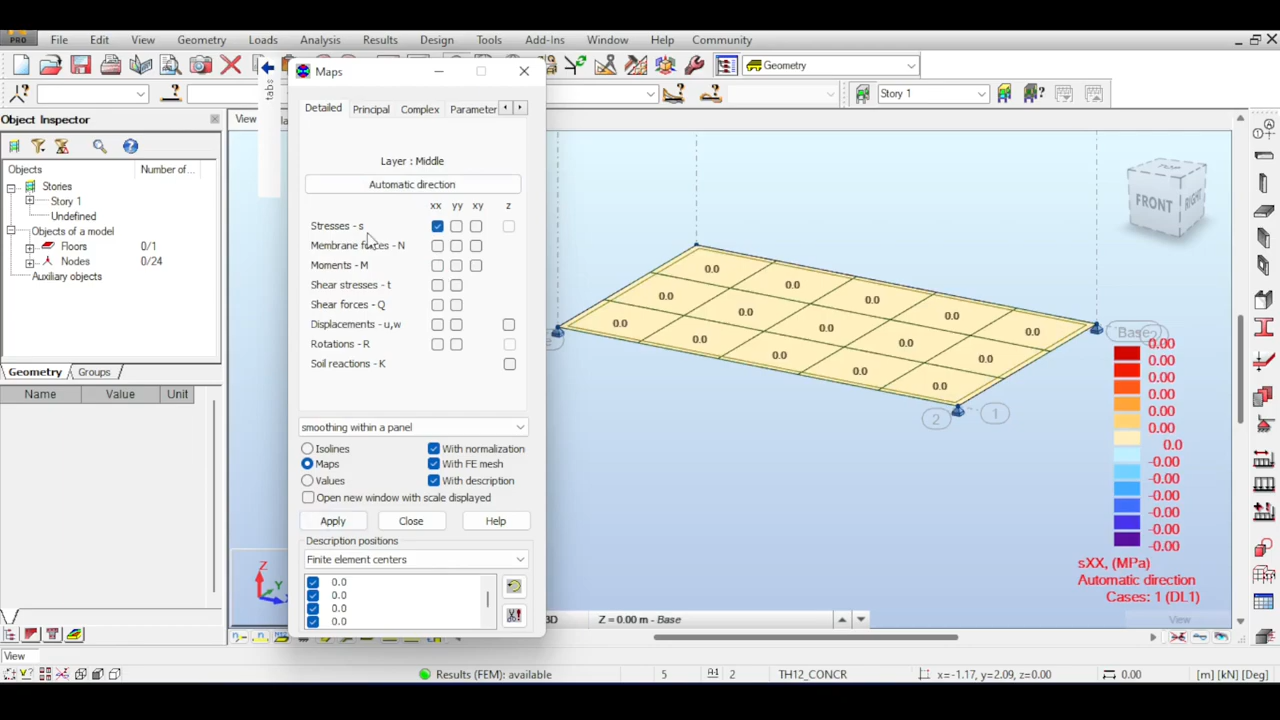 PRO File Edit View Geometry Loads Analysis Results Design Tools Add-Ins Window Help Community
Geometry
Story 1
Object Inspector
Objects Number of...
Stories
Story 1
Undefined
Objects of a model
Floors 0/1
Nodes 0/24
Auxiliary objects
Geometry Groups
Name Value Unit
tabs
View
Maps
Detailed Principal Complex Parameter
Layer : Middle
Automatic direction
xx yy xy z
Stresses - s
Membrane forces - N
Moments - M
Shear stresses - t
Shear forces - Q
Displacements - u,w
Rotations - R
Soil reactions - K
smoothing within a panel
Isolines With normalization
Maps With FE mesh
Values With description
Open new window with scale displayed
Apply Close Help
Description positions
Finite element centers
0.0
0.0
0.0
0.0
TOP
FRONT RIGHT
0.0
0.0 0.0
0.0 0.0
0.0 0.0 0.0
0.0 0.0 0.0
0.0 0.0
0.0 0.0
Base
2 1
0.00
0.00
0.00
0.00
0.00
0.00
0.0
-0.00
-0.00
-0.00
-0.00
-0.00
-0.00
sXX, (MPa)
Automatic direction
Cases: 1 (DL1)
View
Z
Y
3D Z = 0.00 m - Base
View
Results (FEM): available 5 2 TH12_CONCR x=-1.17, y=2.09, z=0.00 0.00 [m] [kN] [Deg]